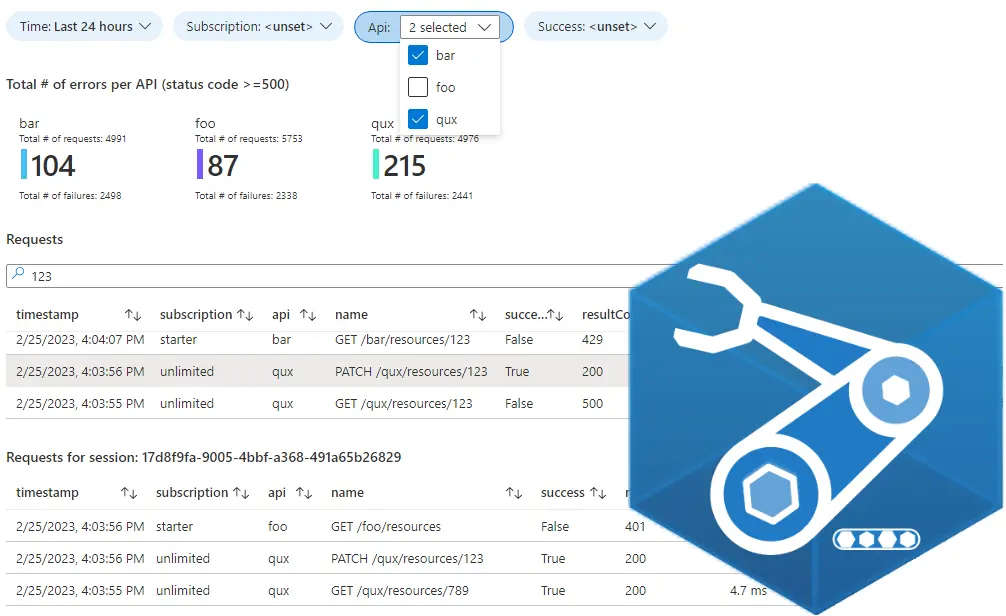 Time: Last 24 hours Subscription: <unset> Api: 2 selected Success: <unset>
bar
foo
qux
Total # of errors per API (status code >=500)
bar foo qux
Total # of requests: 4991 Total # of requests: 5753 Total # of requests: 4976
104 87 215
Total # of failures: 2498 Total # of failures: 2338 Total # of failures: 2441
Requests
123
timestamp subscription api name succe... resultCo
2/25/2023, 4:04:07 PM starter bar GET /bar/resources/123 False 429
2/25/2023, 4:03:56 PM unlimited qux PATCH /qux/resources/123 True 200
2/25/2023, 4:03:55 PM unlimited qux GET /qux/resources/123 False 500
Requests for session: 17d8f9fa-9005-4bbf-a368-491a65b26829
timestamp subscription api name success
2/25/2023, 4:03:56 PM starter foo GET /foo/resources False 401
2/25/2023, 4:03:56 PM unlimited qux PATCH /qux/resources/123 True 200
2/25/2023, 4:03:55 PM unlimited qux GET /qux/resources/789 True 200 4.7 ms